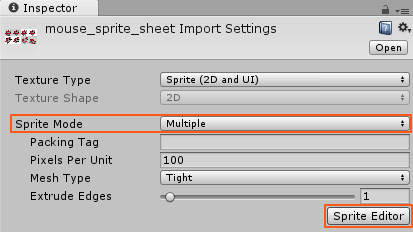 Inspector
mouse_sprite_sheet Import Settings
Open
Texture Type Sprite (2D and UI)
Texture Shape 2D
Sprite Mode Multiple
Packing Tag
Pixels Per Unit 100
Mesh Type Tight
Extrude Edges 1
Sprite Editor